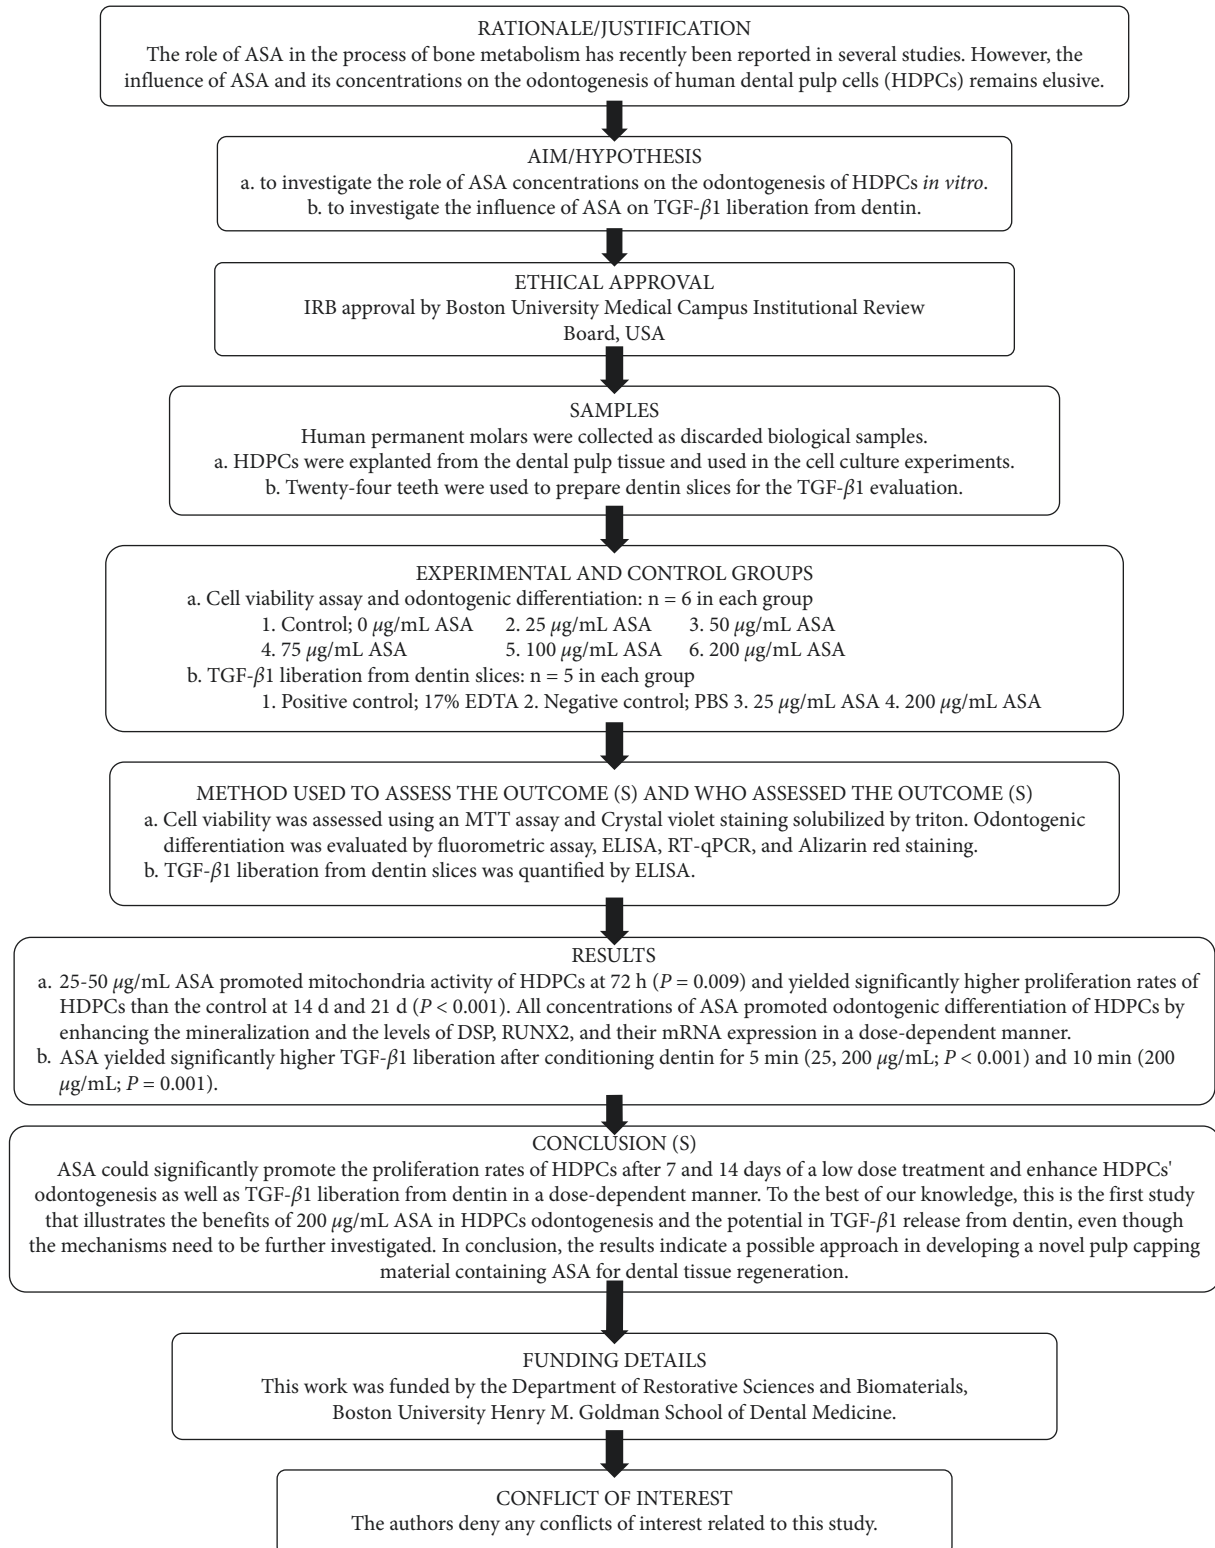 RATIONALE/JUSTIFICATION
The role of ASA in the process of bone metabolism has recently been reported in several studies. However, the
influence of ASA and its concentrations on the odontogenesis of human dental pulp cells (HDPCs) remains elusive.
AIM/HYPOTHESIS
a. to investigate the role of ASA concentrations on the odontogenesis of HDPCs in vitro.
b. to investigate the influence of ASA on TGF-β1 liberation from dentin.
ETHICAL APPROVAL
IRB approval by Boston University Medical Campus Institutional Review
Board, USA
SAMPLES
Human permanent molars were collected as discarded biological samples.
a. HDPCs were explanted from the dental pulp tissue and used in the cell culture experiments.
b. Twenty-four teeth were used to prepare dentin slices for the TGF-β1 evaluation.
EXPERIMENTAL AND CONTROL GROUPS
a. Cell viability assay and odontogenic differentiation: n = 6 in each group
1. Control; 0 μg/mL ASA 2. 25 μg/mL ASA 3. 50 μg/mL ASA
4. 75 μg/mL ASA 5. 100 μg/mL ASA 6. 200 μg/mL ASA
b. TGF-β1 liberation from dentin slices: n = 5 in each group
1. Positive control; 17% EDTA 2. Negative control; PBS 3. 25 μg/mL ASA 4. 200 μg/mL ASA
METHOD USED TO ASSESS THE OUTCOME (S) AND WHO ASSESSED THE OUTCOME (S)
a. Cell viability was assessed using an MTT assay and Crystal violet staining solubilized by triton. Odontogenic
differentiation was evaluated by fluorometric assay, ELISA, RT-qPCR, and Alizarin red staining.
b. TGF-β1 liberation from dentin slices was quantified by ELISA.
RESULTS
a. 25-50 μg/mL ASA promoted mitochondria activity of HDPCs at 72 h (P = 0.009) and yielded significantly higher proliferation rates of
HDPCs than the control at 14 d and 21 d (P < 0.001). All concentrations of ASA promoted odontogenic differentiation of HDPCs by
enhancing the mineralization and the levels of DSP, RUNX2, and their mRNA expression in a dose-dependent manner.
b. ASA yielded significantly higher TGF-β1 liberation after conditioning dentin for 5 min (25, 200 μg/mL; P < 0.001) and 10 min (200
μg/mL; P = 0.001).
CONCLUSION (S)
ASA could significantly promote the proliferation rates of HDPCs after 7 and 14 days of a low dose treatment and enhance HDPCs'
odontogenesis as well as TGF-β1 liberation from dentin in a dose-dependent manner. To the best of our knowledge, this is the first study
that illustrates the benefits of 200 μg/mL ASA in HDPCs odontogenesis and the potential in TGF-β1 release from dentin, even though
the mechanisms need to be further investigated. In conclusion, the results indicate a possible approach in developing a novel pulp capping
material containing ASA for dental tissue regeneration.
FUNDING DETAILS
This work was funded by the Department of Restorative Sciences and Biomaterials,
Boston University Henry M. Goldman School of Dental Medicine.
CONFLICT OF INTEREST
The authors deny any conflicts of interest related to this study.